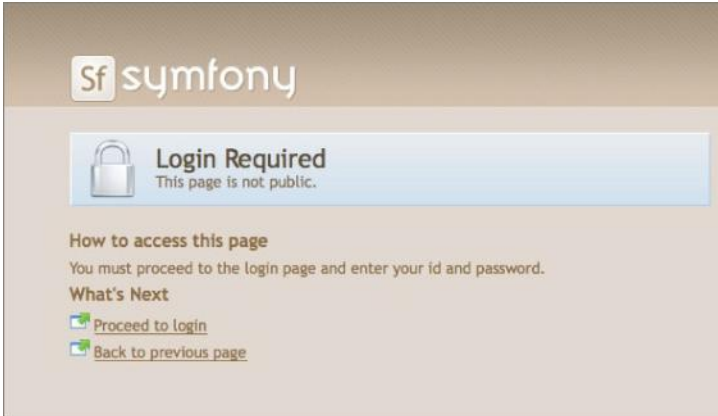 Sf symfony
Login Required
This page is not public.
How to access this page
You must proceed to the login page and enter your id and password.
What's Next
Proceed to login
Back to previous page